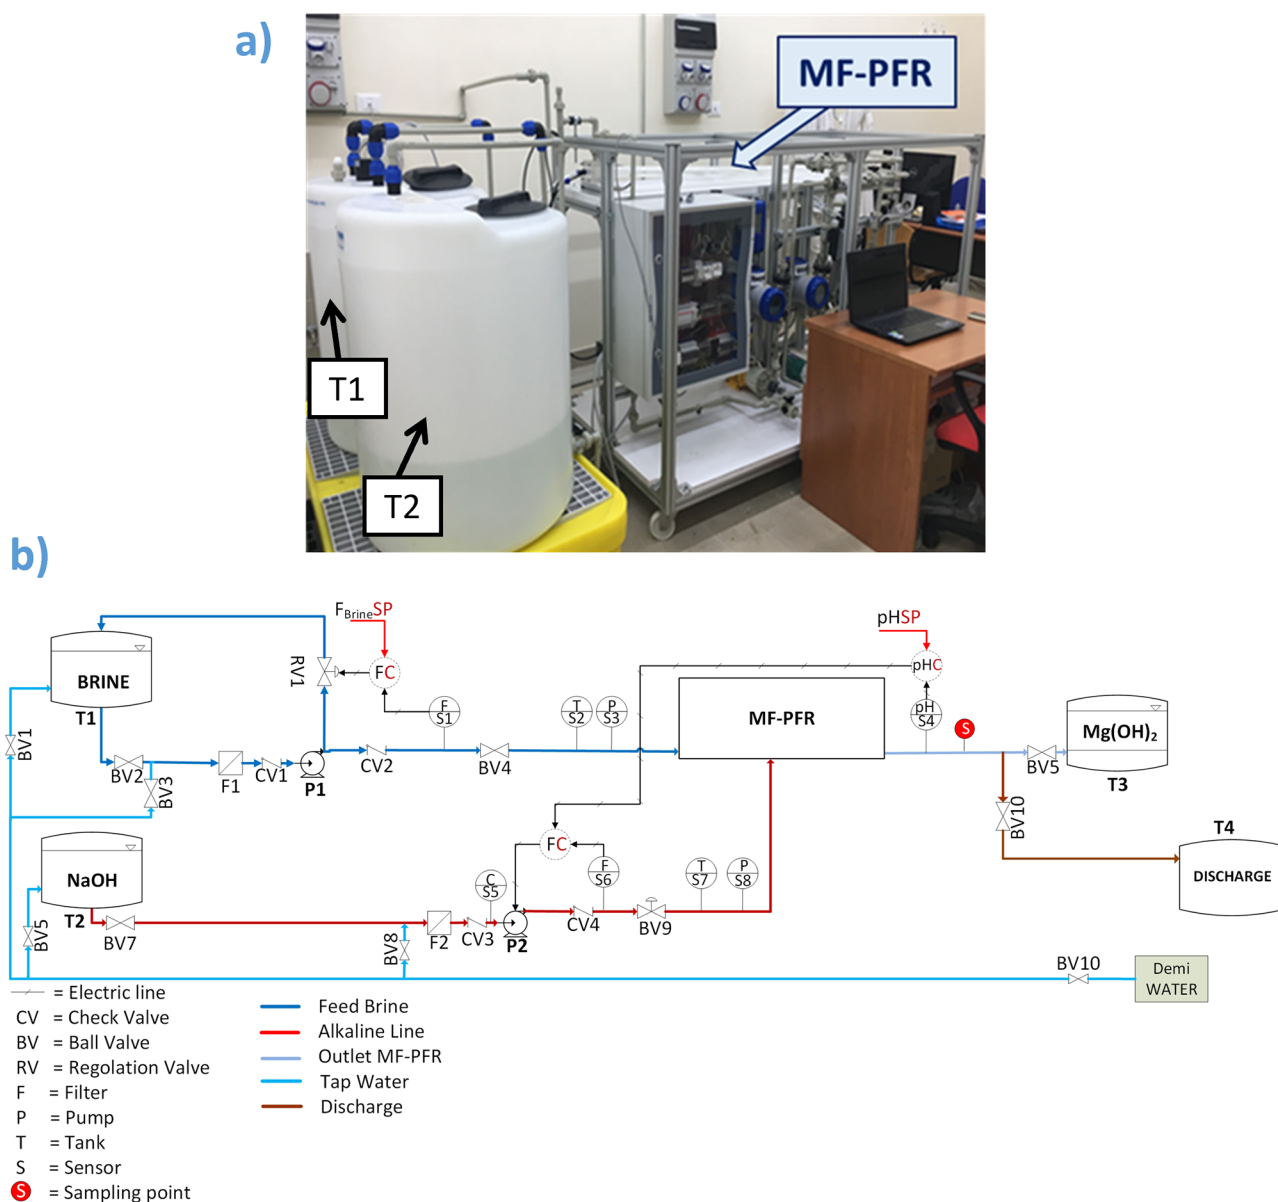 a)
MF-PFR
T1
T2
b)
F_Brine SP
pHSP
BRINE
T1
RV1
FC
pHC
F
S1
T
S2
P
S3
MF-PFR
pH
S4
S
Mg(OH)₂
T3
BV1
BV2
BV3
F1
CV1
P1
CV2
BV4
BV5
BV10
T4
DISCHARGE
NaOH
T2
BV5
BV7
BV8
F2
C
S5
CV3
P2
FC
F
S6
CV4
BV9
T
S7
P
S8
BV10
Demi
WATER
= Electric line
CV = Check Valve
BV = Ball Valve
RV = Regolation Valve
F = Filter
P = Pump
T = Tank
S = Sensor
S = Sampling point
Feed Brine
Alkaline Line
Outlet MF-PFR
Tap Water
Discharge